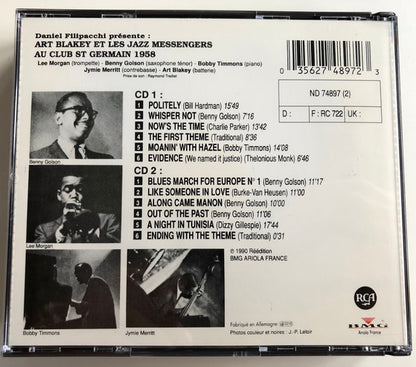 Daniel Filipacchi présente :
ART BLAKEY ET LES JAZZ MESSENGERS
AU CLUB ST GERMAIN 1958
Lee Morgan (trompette) - Benny Golson (saxophone ténor) - Bobby Timmons (piano)
Jymie Merritt (contrebasse) - Art Blakey (batterie)
Prise de son : Raymond Treillet
0 35627 48972 3
ND 74897 (2)
D : F : RC 722 UK :
CD 1 :
1 POLITELY (Bill Hardman) 15'49
2 WHISPER NOT (Benny Golson) 7'16
3 NOW'S THE TIME (Charlie Parker) 13'42
4 THE FIRST THEME (Traditional) 8'36
5 MOANIN' WITH HAZEL (Bobby Timmons) 14'08
6 EVIDENCE (We named it justice) (Thelonious Monk) 6'46
Benny Golson
CD 2 :
1 BLUES MARCH FOR EUROPE N° 1 (Benny Golson) 11'17
2 LIKE SOMEONE IN LOVE (Burke-Van Heusen) 11'00
3 ALONG CAME MANON (Benny Golson) 10'00
4 OUT OF THE PAST (Benny Golson) 11'06
5 A NIGHT IN TUNISIA (Dizzy Gillespie) 17'44
6 ENDING WITH THE THEME (Traditional) 0'31
Lee Morgan
℗ 1990 Réédition
BMG ARIOLA FRANCE
RCA
Fabriqué en Allemagne
Photos couleur et noires : J.-P. Leloir
BMG
Ariola France
Bobby Timmons
Jymie Merritt